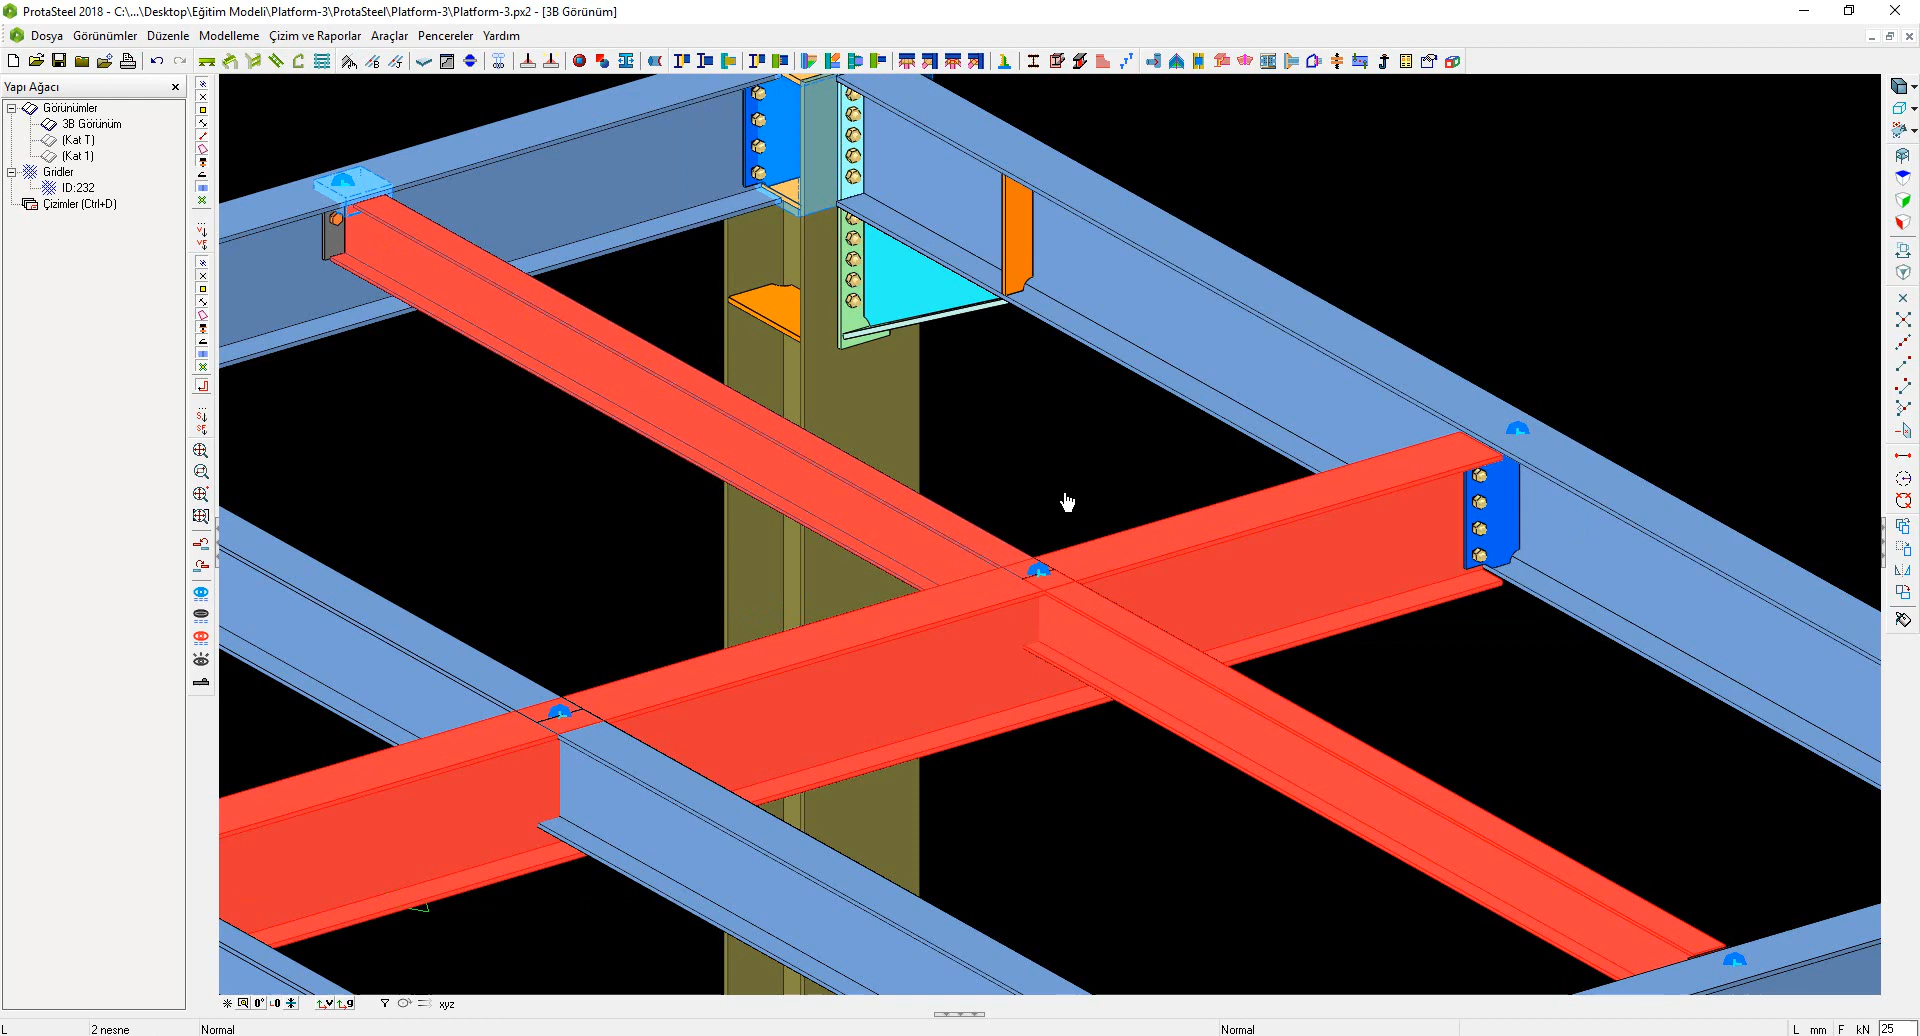 ProtaSteel 2018 - C:\...\Desktop\Eğitim Modeli\Platform-3\ProtaSteel\Platform-3\Platform-3.px2 - [3B Görünüm]
Dosya Görünümler Düzenle Modelleme Çizim ve Raporlar Araçlar Pencereler Yardım
Yapı Ağacı
Görünümler
3B Görünüm
(Kat T)
(Kat 1)
Gridler
ID:232
Çizimler (Ctrl+D)
xyz
L 2 nesne Normal Normal L mm F kN 25